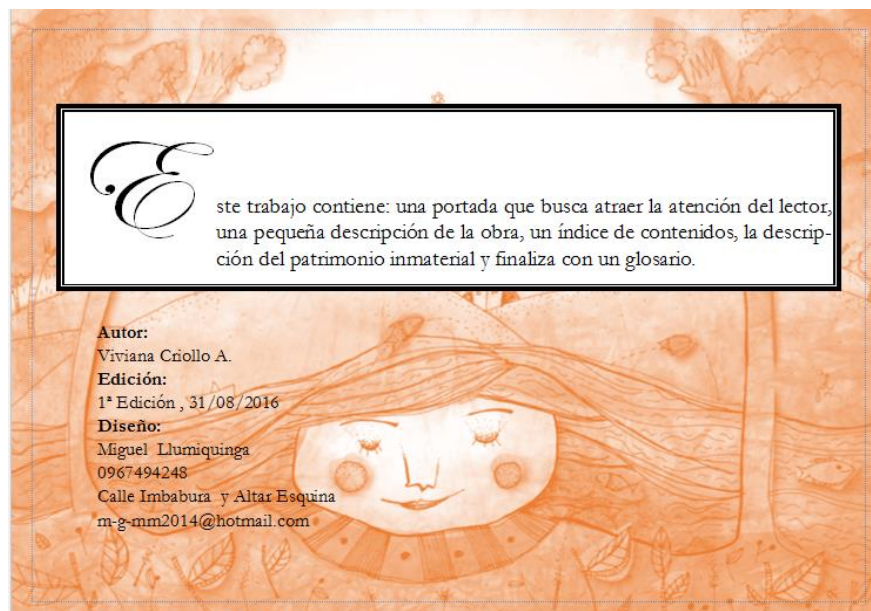 Este trabajo contiene: una portada que busca atraer la atención del lector,
una pequeña descripción de la obra, un índice de contenidos, la descrip-
ción del patrimonio inmaterial y finaliza con un glosario.
Autor:
Viviana Criollo A.
Edición:
1ª Edición , 31/08/2016
Diseño:
Miguel Llumiquinga
0967494248
Calle Imbabura y Altar Esquina
m-g-mm2014@hotmail.com